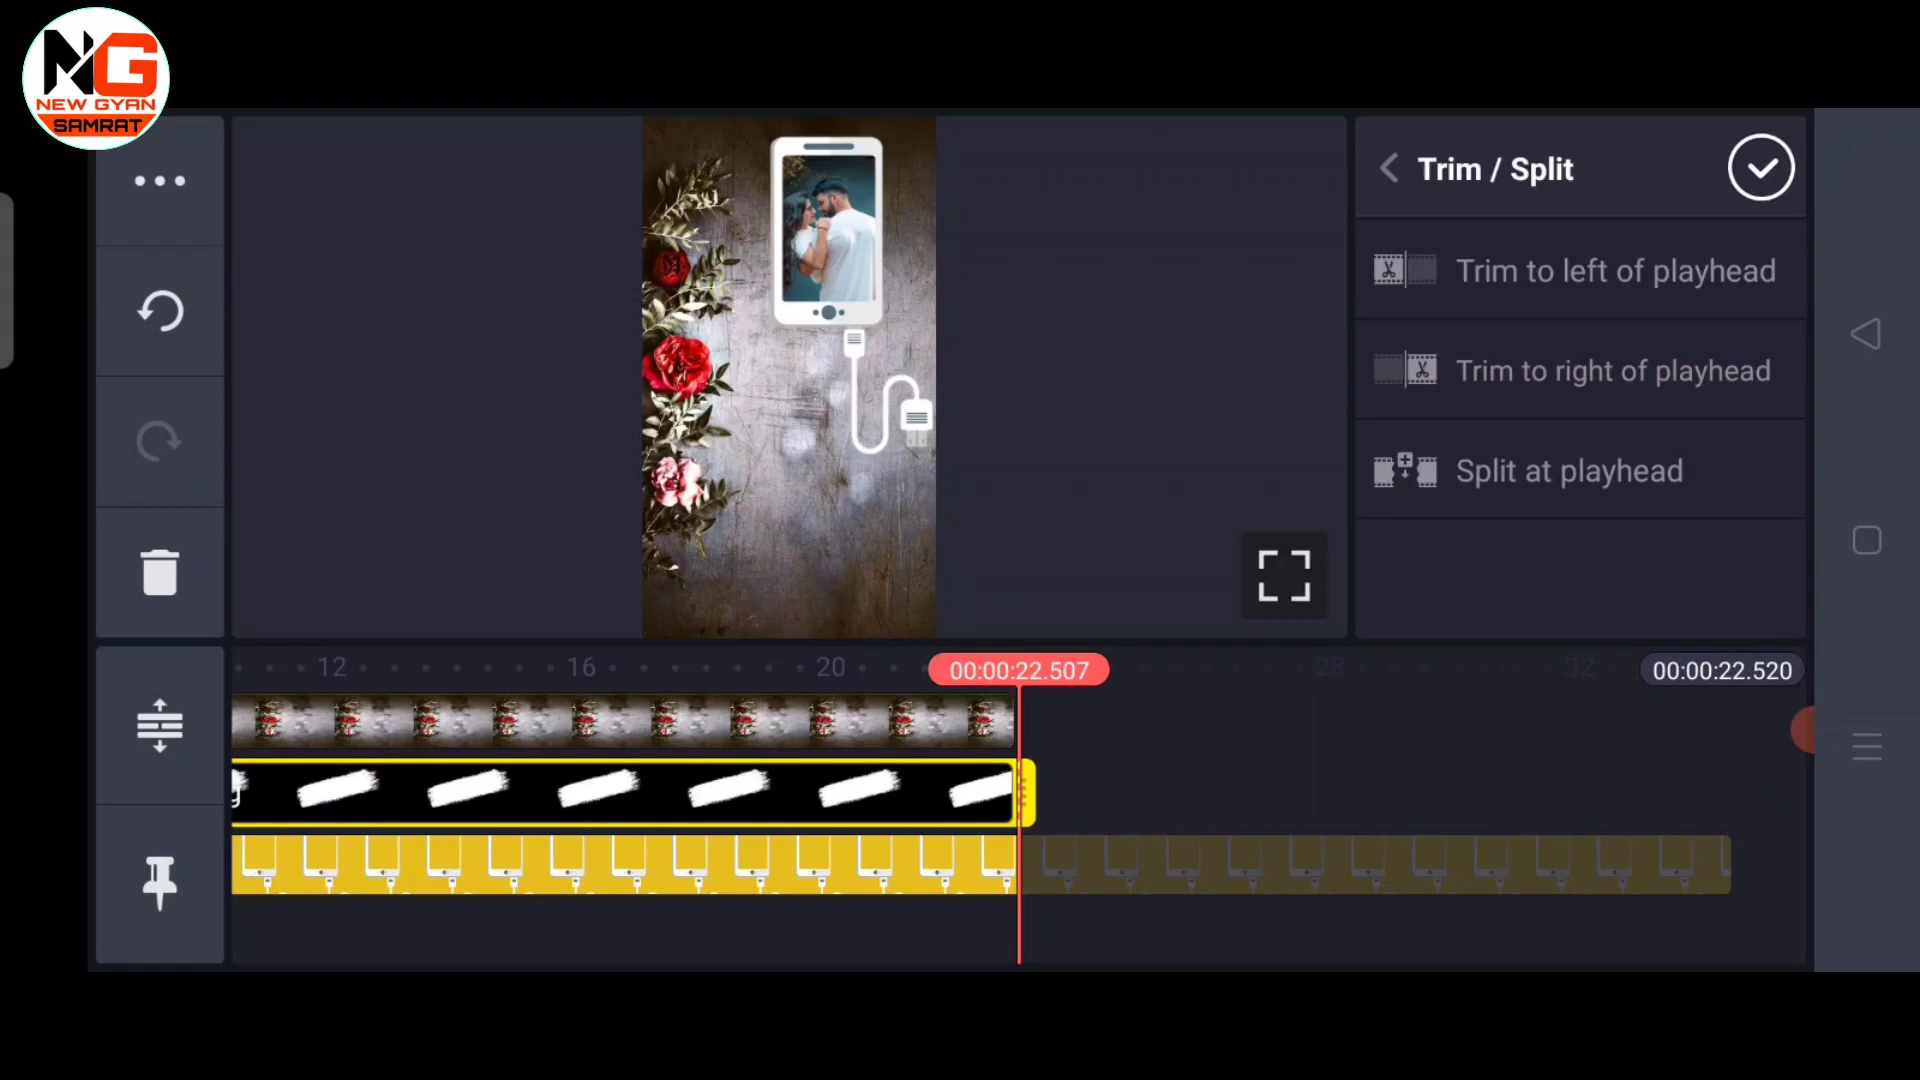 NG
NEW GYAN
SAMRAT
Trim / Split
Trim to left of playhead
Trim to right of playhead
Split at playhead
12
16
20
00:00:22.507
28
32
00:00:22.520